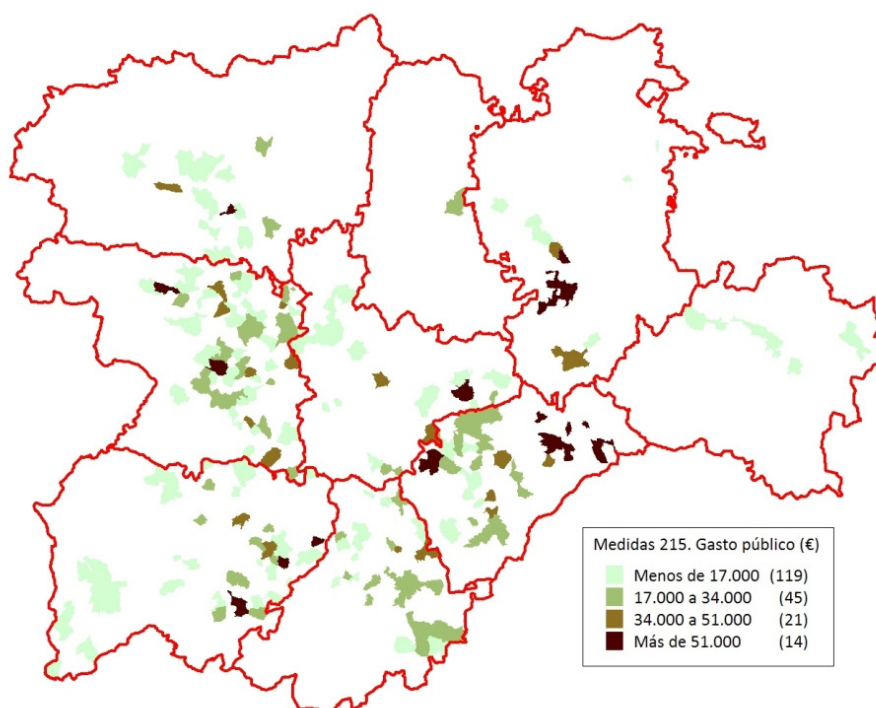 Medidas 215. Gasto público (€)
Menos de 17.000 (119)
17.000 a 34.000 (45)
34.000 a 51.000 (21)
Más de 51.000 (14)